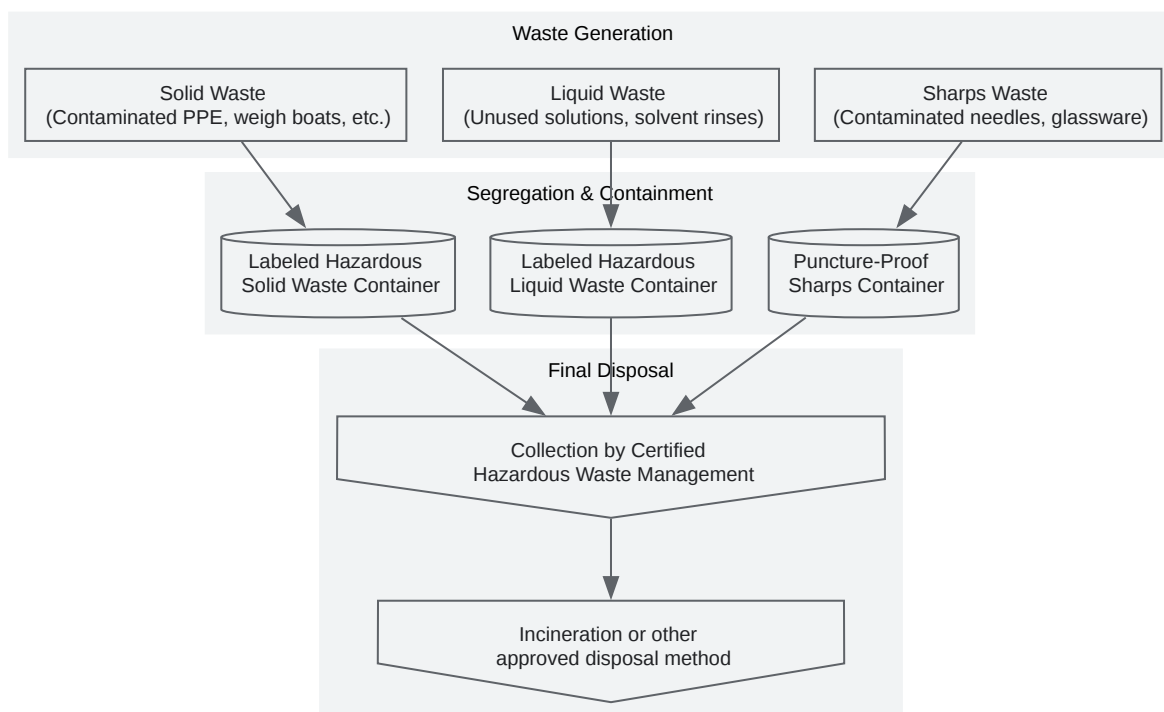 Waste Generation
Solid Waste
(Contaminated PPE, weigh boats, etc.)
Liquid Waste
(Unused solutions, solvent rinses)
Sharps Waste
(Contaminated needles, glassware)
Segregation & Containment
Labeled Hazardous
Solid Waste Container
Labeled Hazardous
Liquid Waste Container
Puncture-Proof
Sharps Container
Final Disposal
Collection by Certified
Hazardous Waste Management
Incineration or other
approved disposal method